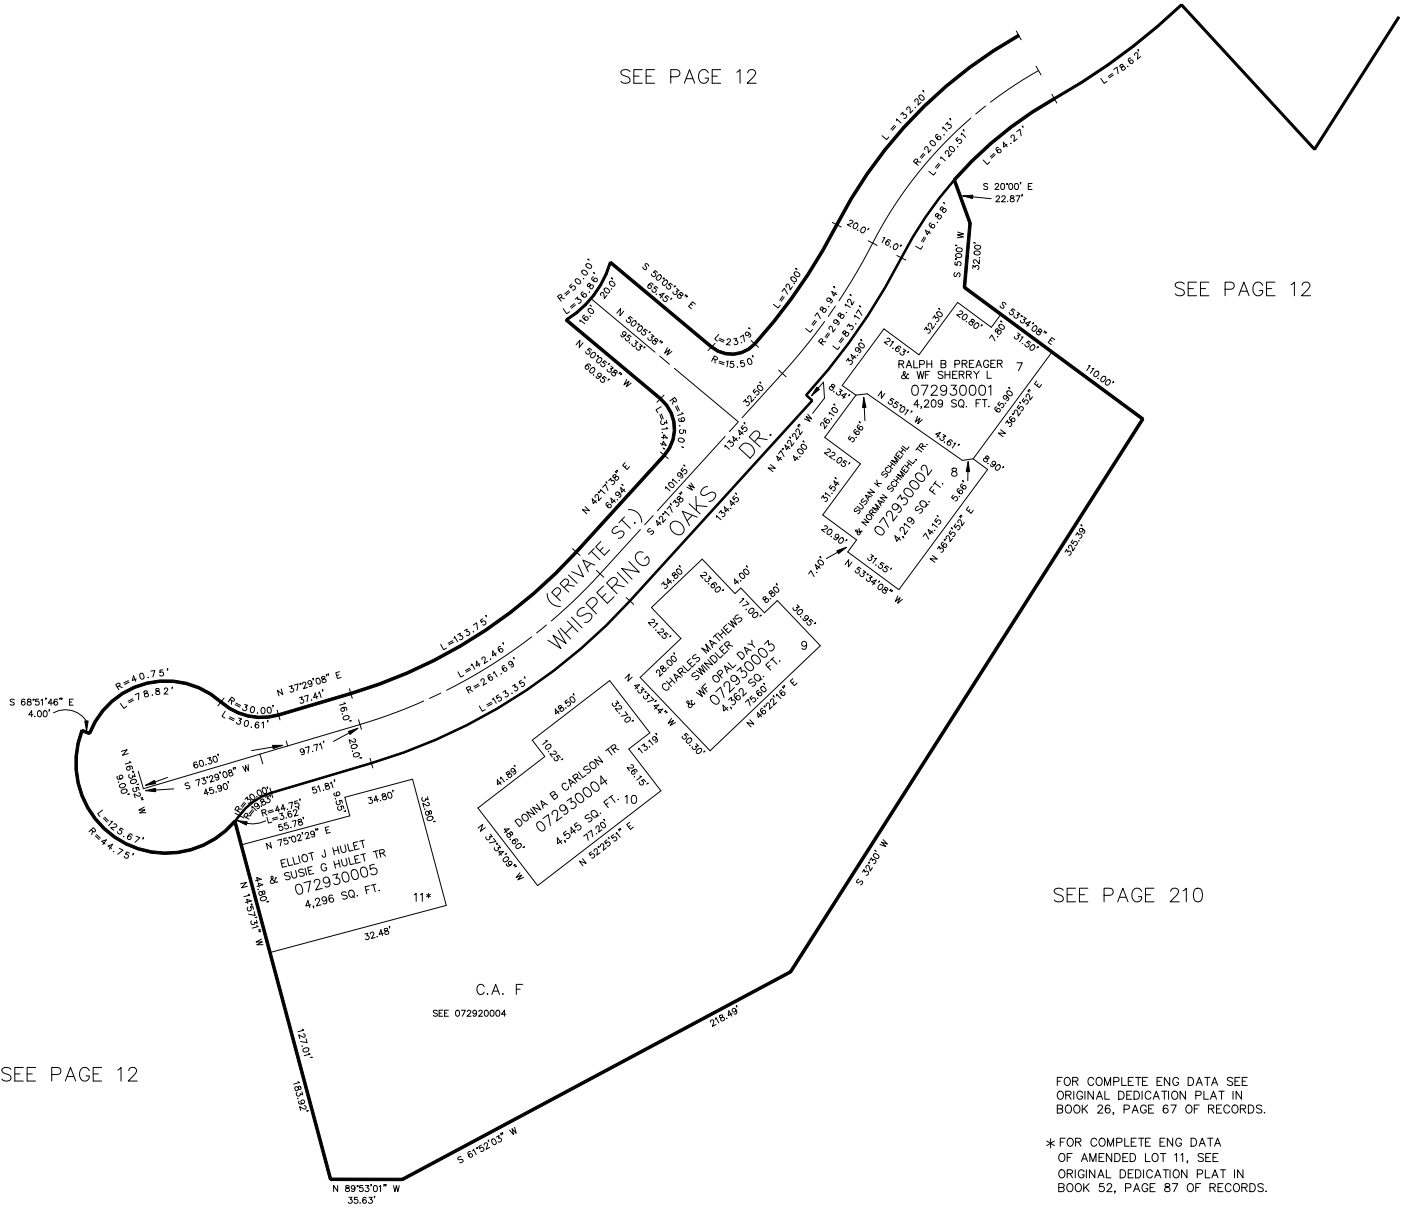 SEE PAGE 12
L=78.62'
L=132.20'
R=206.13'
L=120.51'
L=64.27'
S 20°00' E
22.87'
L=46.88'
20.0'
16.0'
S 5°00' W
32.00'
SEE PAGE 12
R=50.00'
L=36.86'
20.0'
16.0'
S 50°05'38" E
65.45'
N 50°05'38" W
95.33'
N 50°05'38" W
60.95'
L=23.79'
R=15.50'
L=72.00'
L=78.94'
R=298.12'
L=83.17'
S 53°34'08" E
31.50'
110.00'
20.80'
7.80'
32.30'
21.63'
34.90'
RALPH B PREAGER
& WF SHERRY L
072930001
4,209 SQ. FT.
7
65.90'
N 36°25'52" E
8.34'
N 55°01' W
43.61'
5.66'
26.10'
22.05'
31.54'
20.90'
7.40'
31.55'
N 53°34'08" W
8.90'
5.66'
8
SUSAN K SCHMEHL
& NORMAN SCHMEHL, TR.
072930002
4,219 SQ. FT.
74.15'
N 36°25'52" E
32.50'
134.45'
N 47°42'22" W
4.00'
R=19.50'
L=31.44'
N 42°17'38" E
64.94'
101.95'
S 42°17'38" W
134.45'
(PRIVATE ST.)
WHISPERING OAKS DR.
325.39'
S 32°30' W
34.80'
23.60'
4.00'
17.00'
8.80'
30.95'
21.25'
28.00'
CHARLES MATHEWS
SWINDLER
& WF OPAL DAY
072930003
4,362 SQ. FT.
9
75.60'
N 46°22'16" E
N 43°37'44" W
50.30'
L=133.75'
L=142.46'
R=261.69'
L=153.35'
R=40.75'
L=78.82'
S 68°51'46" E
4.00'
R=30.00'
L=30.61'
N 37°29'08" E
37.41'
16.0'
20.0'
60.30'
97.71'
S 73°29'08" W
45.90'
N 16°30'52" W
9.00'
L=125.67'
R=44.75'
48.50'
32.70'
10.25'
13.19'
41.89'
26.15'
DONNA B CARLSON TR
072930004
4,545 SQ. FT.
10
77.20'
N 52°25'51" E
48.60'
N 37°34'09" W
R=30.00'
R=19.83'
R=44.75'
L=3.62'
51.81'
9.55'
34.80'
32.80'
55.78'
N 75°02'29" E
ELLIOT J HULET
& SUSIE G HULET TR
072930005
4,296 SQ. FT.
11*
44.80'
N 14°57'31" W
32.48'
SEE PAGE 210
C.A. F
SEE 072920004
218.49'
127.01'
183.92'
SEE PAGE 12
S 61°52'03" W
N 89°53'01" W
35.63'
FOR COMPLETE ENG DATA SEE
ORIGINAL DEDICATION PLAT IN
BOOK 26, PAGE 67 OF RECORDS.
* FOR COMPLETE ENG DATA
OF AMENDED LOT 11, SEE
ORIGINAL DEDICATION PLAT IN
BOOK 52, PAGE 87 OF RECORDS.